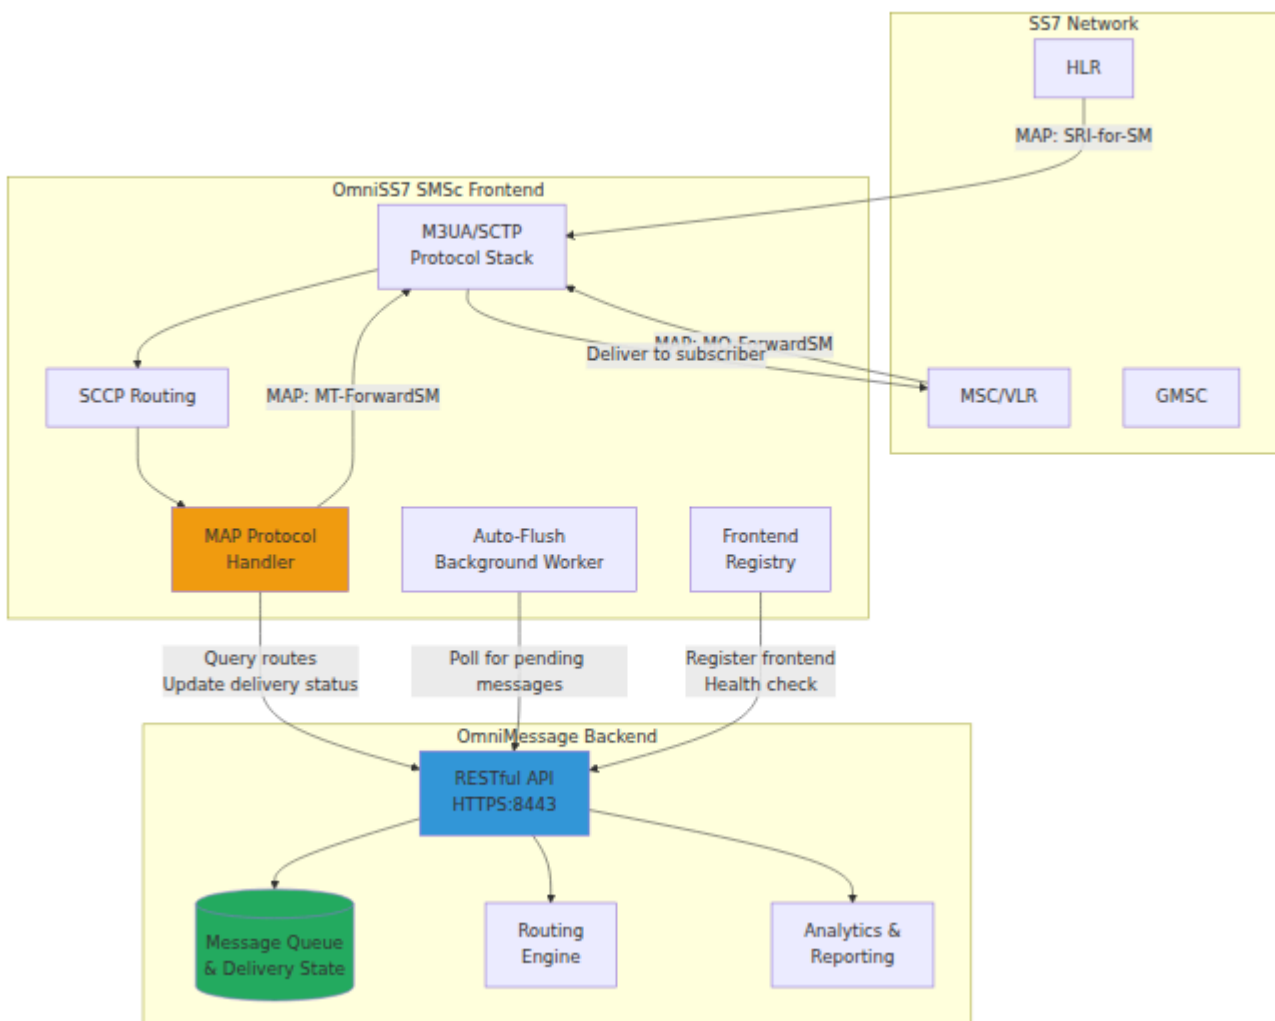 SS7 Network
HLR
MAP: SRI-for-SM
OmniSS7 SMSc Frontend
M3UA/SCTP
Protocol Stack
MAP: MO-ForwardSM
Deliver to subscriber
SCCP Routing
MAP: MT-ForwardSM
MSC/VLR
GMSC
MAP Protocol
Handler
Auto-Flush
Background Worker
Frontend
Registry
Query routes
Update delivery status
Poll for pending
messages
Register frontend
Health check
OmniMessage Backend
RESTful API
HTTPS:8443
Message Queue
& Delivery State
Routing
Engine
Analytics &
Reporting